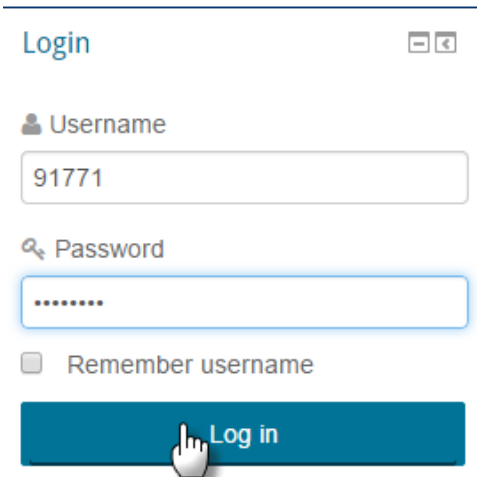 Login
Username
91771
Password
••••••••
Remember username
Log in